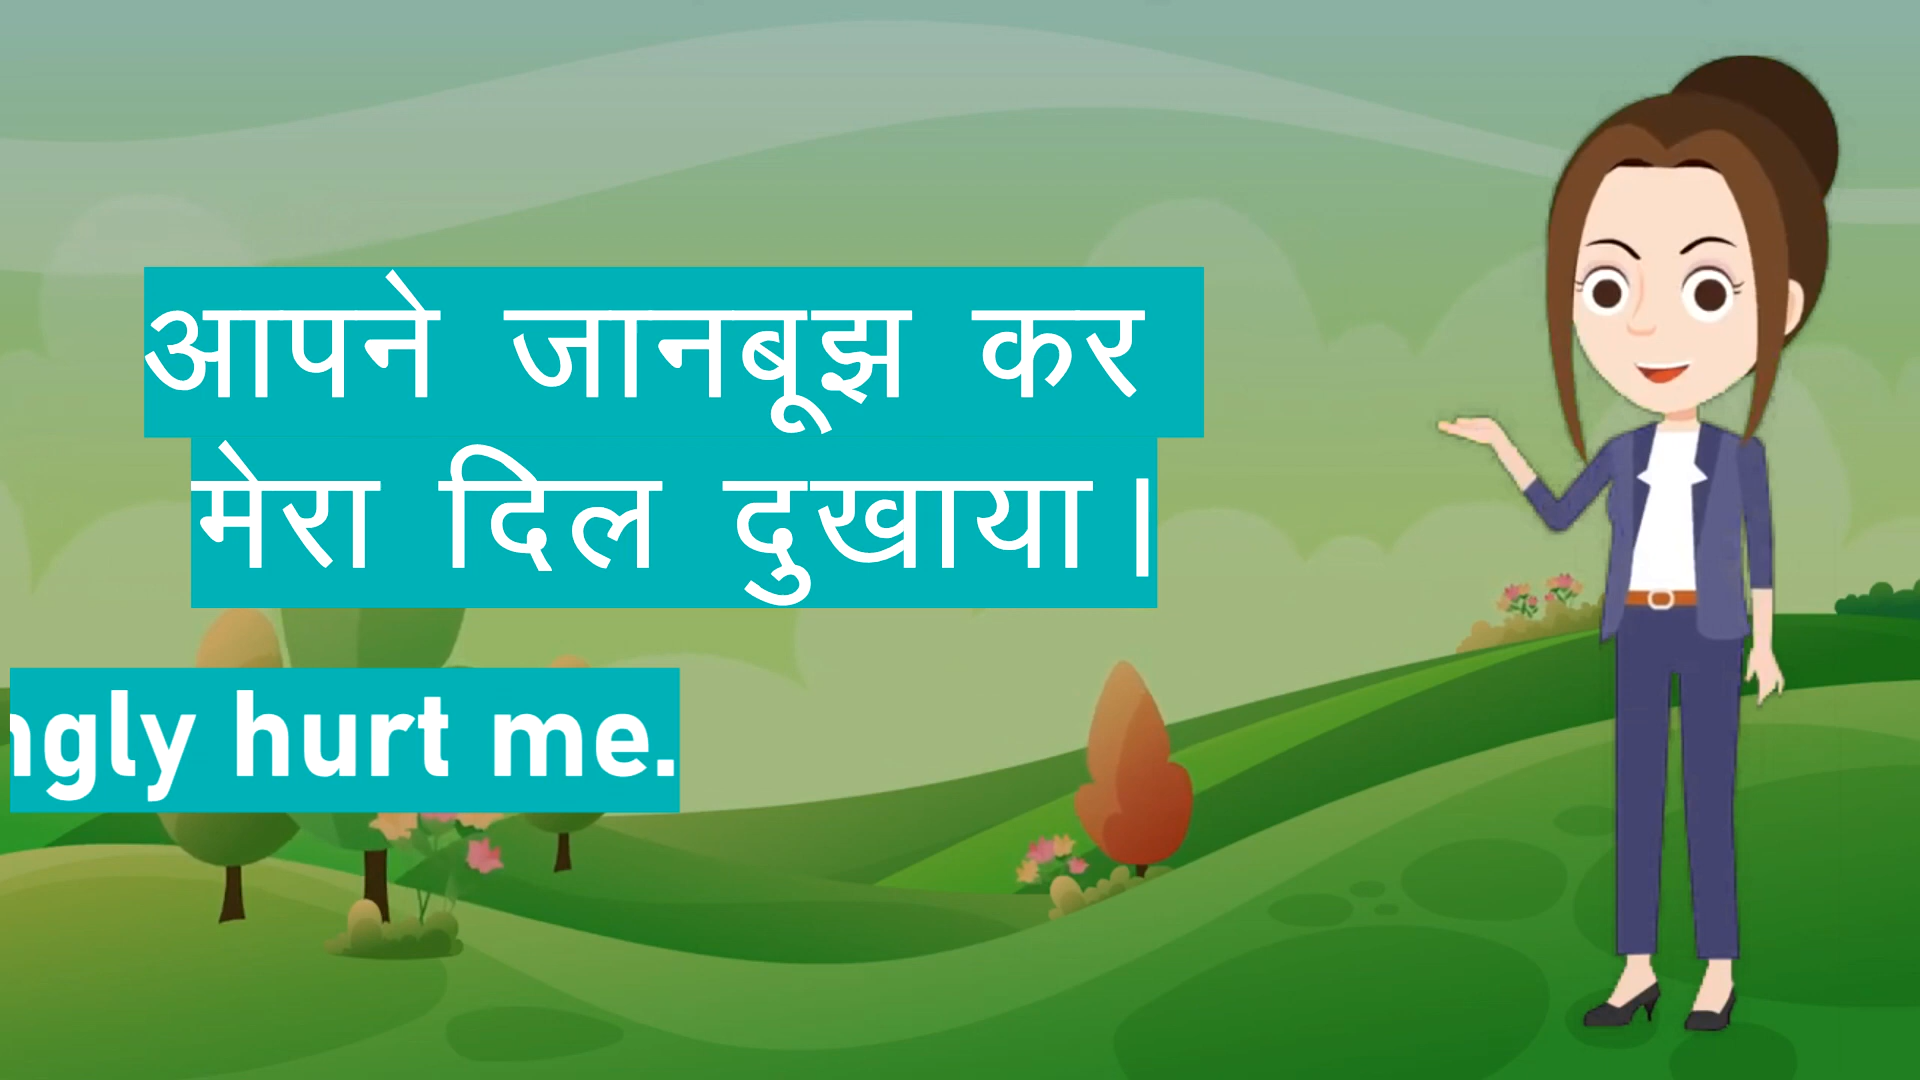 आपने जानबूझ कर
मेरा दिल दुखाया।
hurt me.